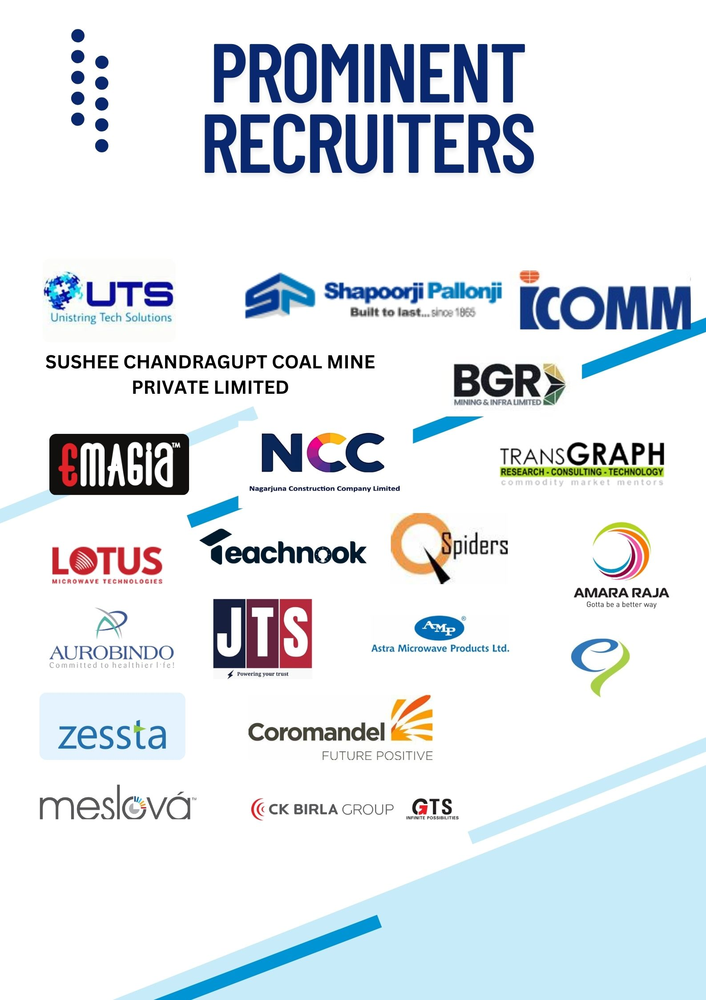 PROMINENT
RECRUITERS
UTS
Unistring Tech Solutions
SP
Shapoorji Pallonji
Built to last... since 1865
iCOMM
SUSHEE CHANDRAGUPT COAL MINE
PRIVATE LIMITED
BGR
MINING & INFRA LIMITED
EMAGIA™
NCC
Nagarjuna Construction Company Limited
TRANSGRAPH
RESEARCH - CONSULTING - TECHNOLOGY
commodity market mentors
LOTUS
MICROWAVE TECHNOLOGIES
Teachnook
QSpiders
AMARA RAJA
Gotta be a better way
AUROBINDO
Committed to healthier life!
JTS
Powering your trust
AMP®
Astra Microwave Products Ltd.
zessta
Coromandel
FUTURE POSITIVE
meslová™
CK BIRLA GROUP
GTS
INFINITE POSSIBILITIES